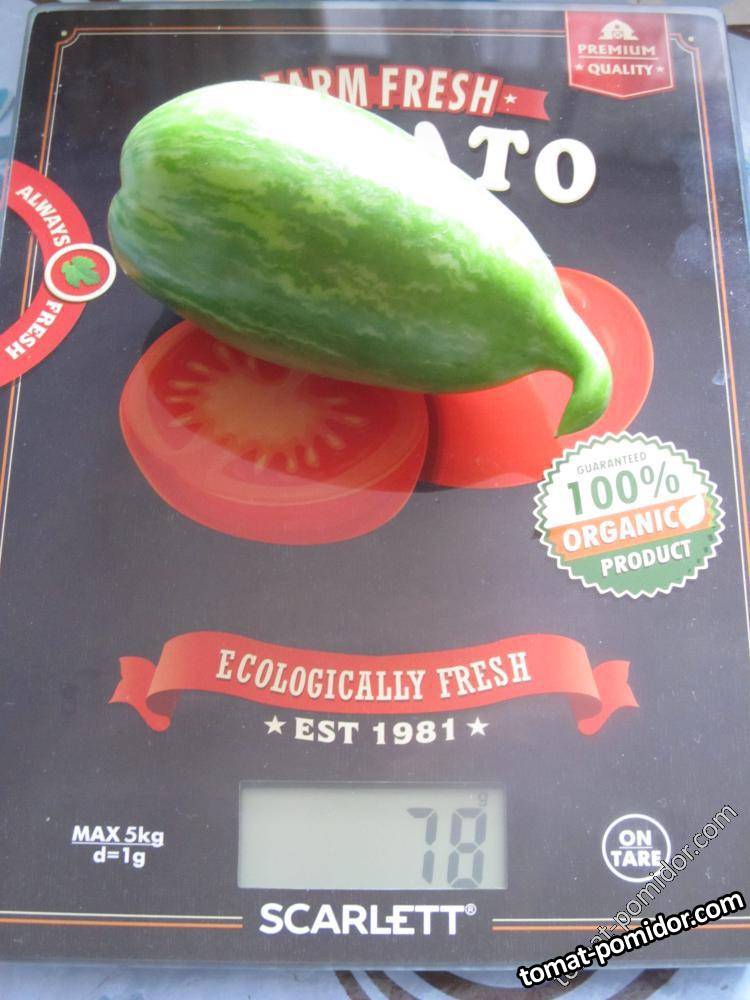 PREMIUM
QUALITY
FARM FRESH
ATO
ALWAYS
FRESH
GUARANTEED
100%
ORGANIC
PRODUCT
ECOLOGICALLY FRESH
EST 1981
78 g
MAX 5kg
d=1g
ON
TARE
SCARLETT®
tomat-pomidor.com
tomat-pomidor.com